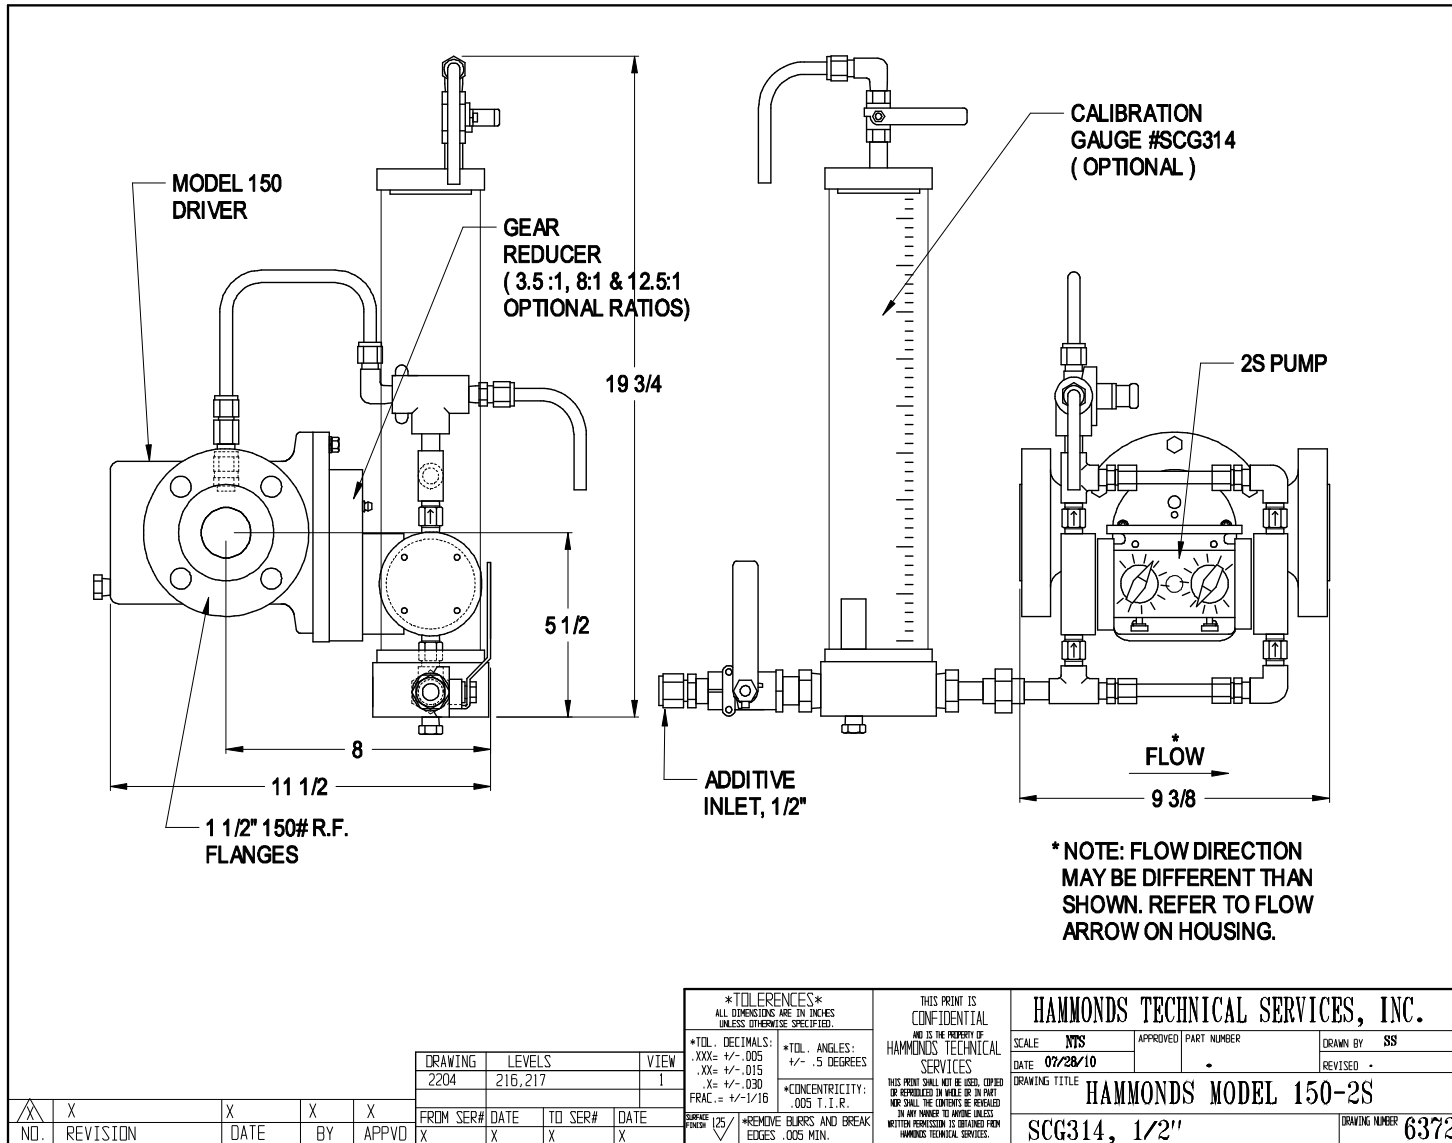 MODEL 150
DRIVER
GEAR
REDUCER
( 3.5 :1, 8:1 & 12.5:1
OPTIONAL RATIOS)
CALIBRATION
GAUGE #SCG314
( OPTIONAL )
19 3/4
2S PUMP
5 1/2
8
11 1/2
1 1/2" 150# R.F.
FLANGES
ADDITIVE
INLET, 1/2"
*
FLOW
9 3/8
* NOTE: FLOW DIRECTION
MAY BE DIFFERENT THAN
SHOWN. REFER TO FLOW
ARROW ON HOUSING.
X X X X X
NO. REVISION DATE BY APPVD
DRAWING LEVELS VIEW
2204 216,217 1
FROM SER# DATE TO SER# DATE
X X X X
*TOLERENCES*
ALL DIMENSIONS ARE IN INCHES
UNLESS OTHERWISE SPECIFIED.
*TOL. DECIMALS:
.XXX= +/-.005
.XX= +/-.015
.X= +/-.030
FRAC.= +/-1/16
*TOL. ANGLES:
+/- .5 DEGREES
*CONCENTRICITY:
.005 T.I.R.
SURFACE
FINISH 125
*REMOVE BURRS AND BREAK
EDGES .005 MIN.
THIS PRINT IS
CONFIDENTIAL
AND IS THE PROPERTY OF
HAMMONDS TECHNICAL
SERVICES
THIS PRINT SHALL NOT BE USED, COPIED
OR REPRODUCED IN WHOLE OR IN PART
NOR SHALL THE CONTENTS BE REVEALED
IN ANY MANNER TO ANYONE UNLESS
WRITTEN PERMISSION IS OBTAINED FROM
HAMMONDS TECHNICAL SERVICES.
HAMMONDS TECHNICAL SERVICES, INC.
SCALE NTS
APPROVED
PART NUMBER
.
DRAWN BY SS
DATE 07/28/10
REVISED -
DRAWING TITLE
HAMMONDS MODEL 150-2S
SCG314, 1/2"
DRAWING NUMBER 6372